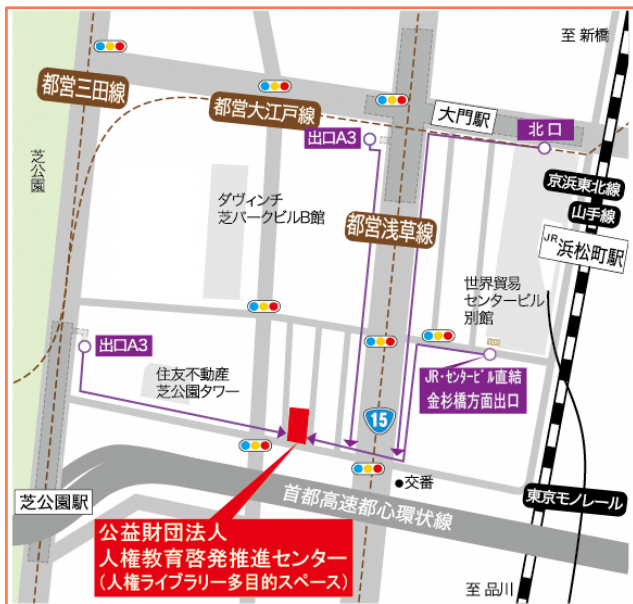 至 新橋
都営三田線
都営大江戸線
大門駅
北口
出口A3
芝公園
京浜東北線
山手線
ダヴィンチ
芝パークビルB館
都営浅草線
JR
浜松町駅
世界貿易
センタービル
別館
出口A3
住友不動産
芝公園タワー
JR・センタービル直結
金杉橋方面出口
15
交番
芝公園駅
首都高速都心環状線
東京モノレール
公益財団法人
人権教育啓発推進センター
(人権ライブラリー多目的スペース)
至 品川